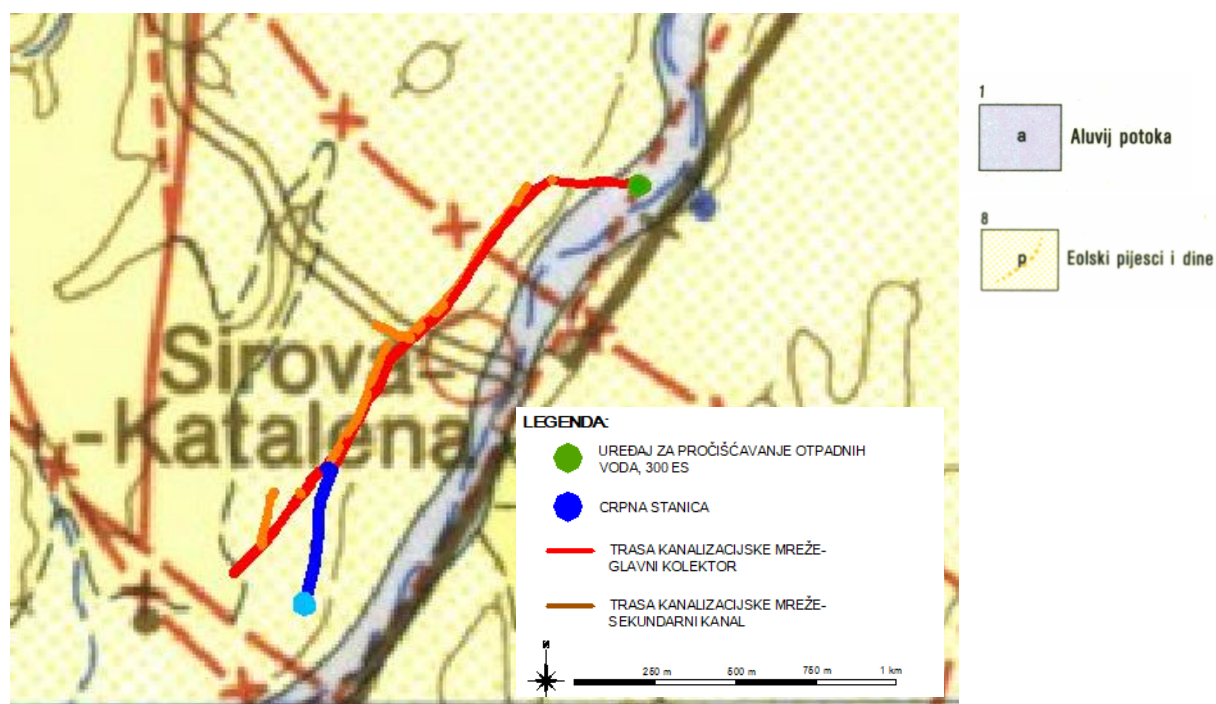 1
a
Aluvij potoka
8
p
Eolski pijesci i dine
Sirova-
-Katalena
LEGENDA:
UREĐAJ ZA PROČIŠĆAVANJE OTPADNIH
VODA, 300 ES
CRPNA STANICA
TRASA KANALIZACIJSKE MREŽE-
GLAVNI KOLEKTOR
TRASA KANALIZACIJSKE MREŽE-
SEKUNDARNI KANAL
N
250 m 500 m 750 m 1 km